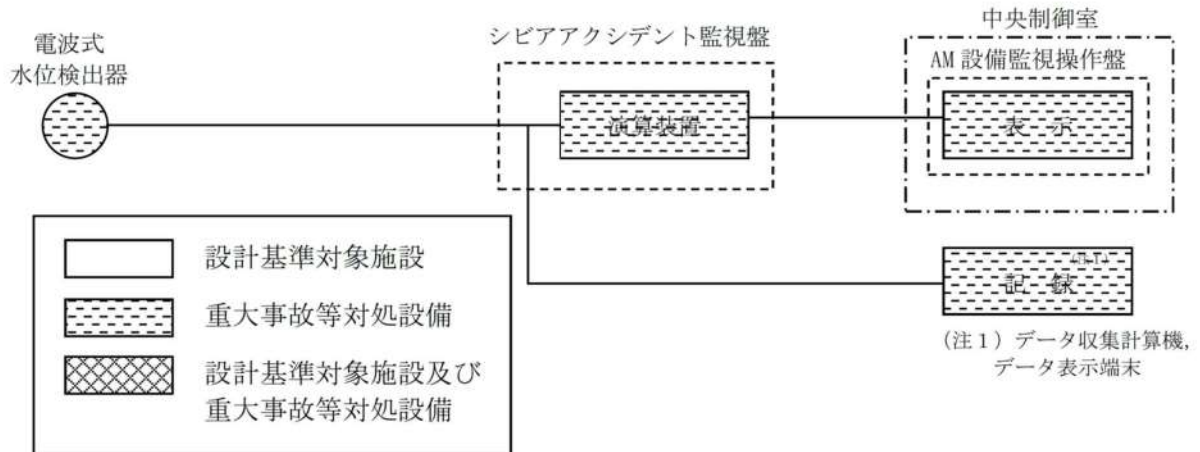 電波式
水位検出器
シビアアクシデント監視盤
演算装置
中央制御室
AM 設備監視操作盤
表 示
記 録
(注1)
(注1)データ収集計算機,
データ表示端末
設計基準対象施設
重大事故等対処設備
設計基準対象施設及び
重大事故等対処設備